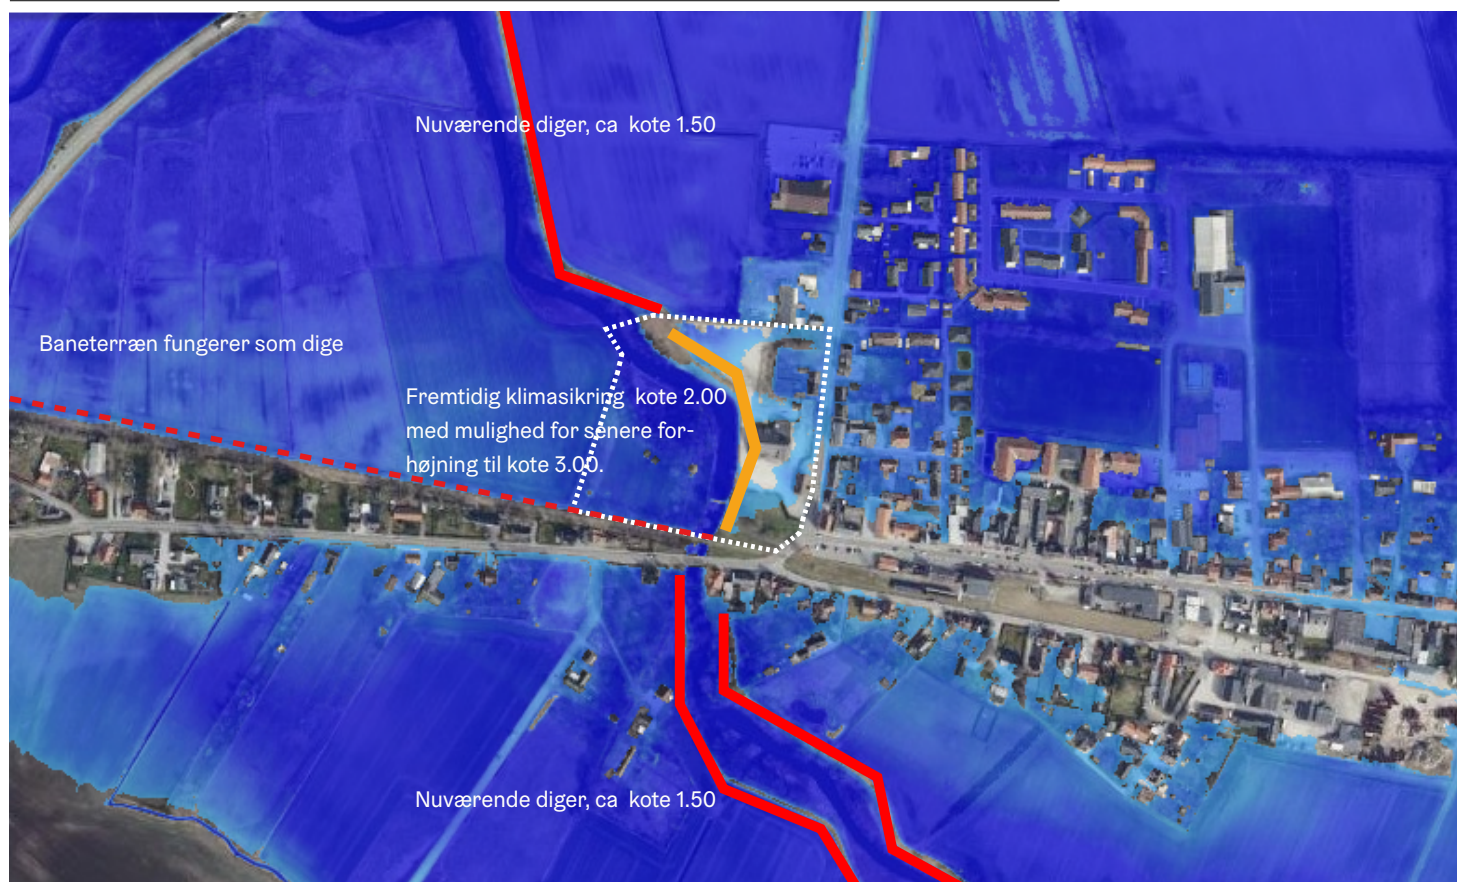 Nuværende diger, ca kote 1.50
Baneterræn fungerer som dige
Fremtidig klimasikring kote 2.00
med mulighed for senere for-
højning til kote 3.00.
Nuværende diger, ca kote 1.50